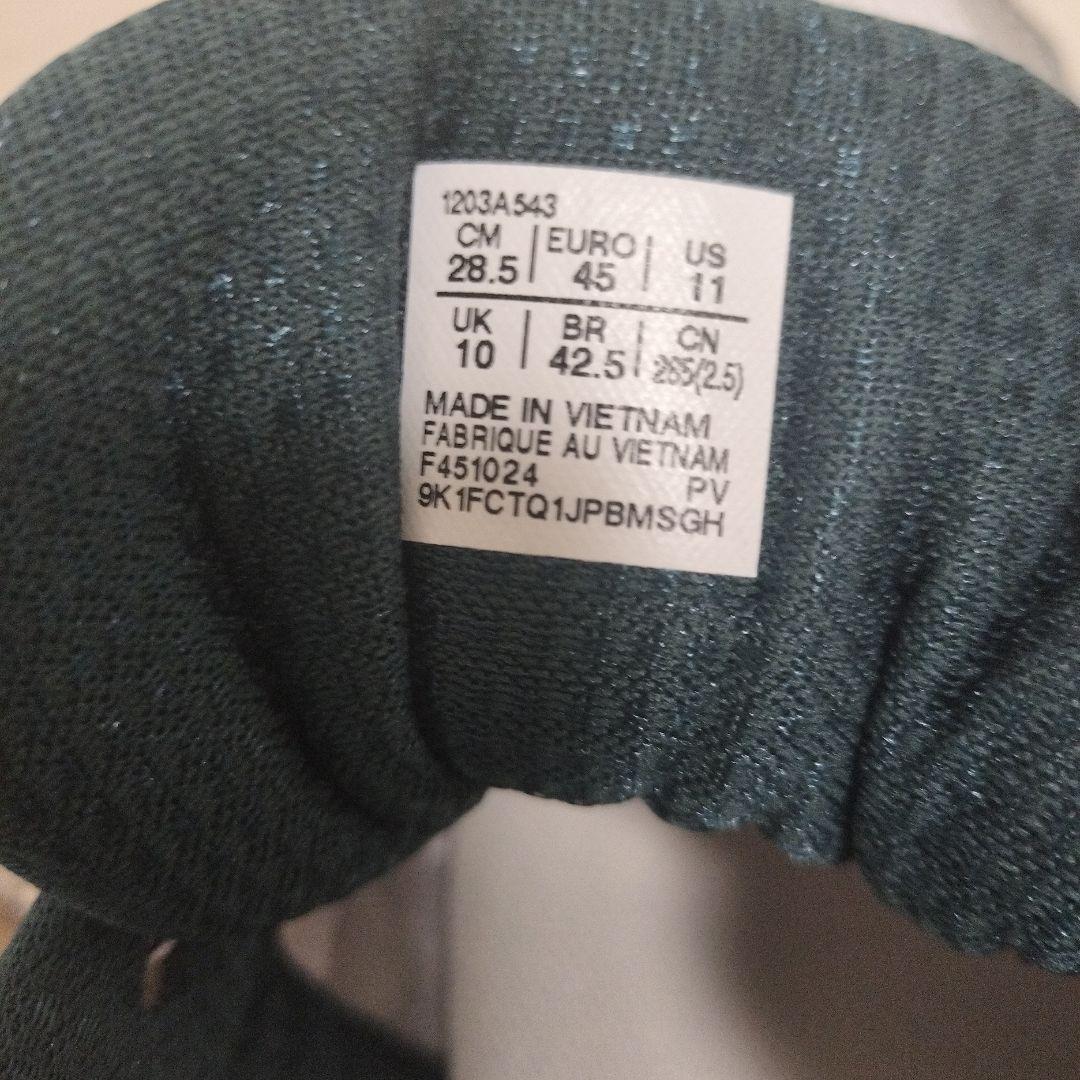 1203A543
CM | EURO | US
28.5 | 45 | 11
UK | BR | CN
10 | 42.5 | (2.5)
MADE IN VIETNAM
FABRIQUE AU VIETNAM
F451024 PV
9K1FCTQ1JPBMSGH